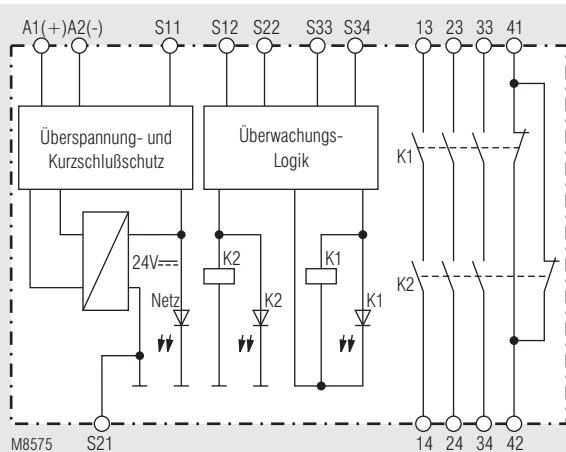 A1(+) A2(-) S11 S12 S22 S33 S34 13 23 33 41
Überspannung- und
Kurzschlußschutz
Überwachungs-
Logik
K1
24V
K2
K1
K2
Netz
K2
K1
M8575
S21
14 24 34 42